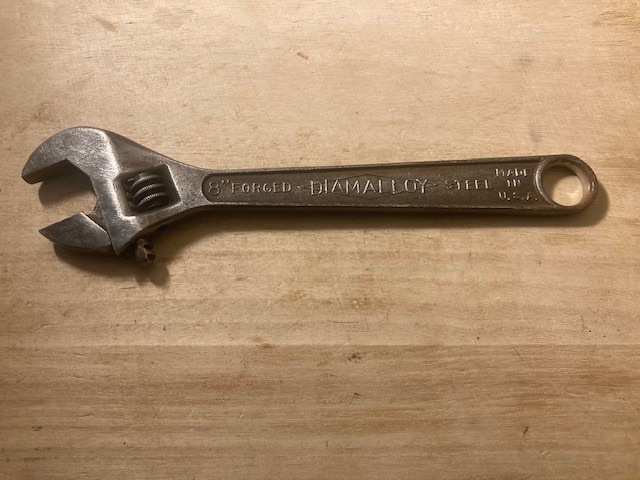 8" FORGED DIAMALLOY STEEL
MADE
IN
U.S.A.